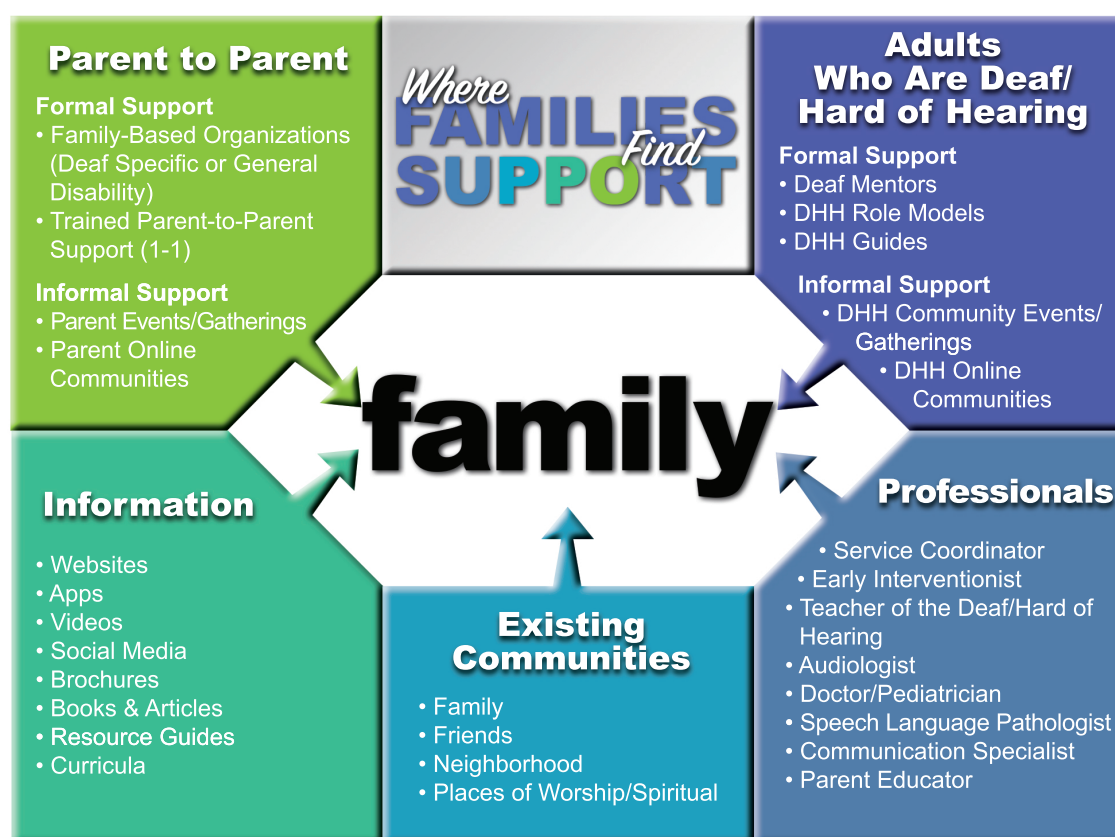 Parent to Parent
Formal Support
• Family-Based Organizations
(Deaf Specific or General
Disability)
• Trained Parent-to-Parent
Support (1-1)
Informal Support
• Parent Events/Gatherings
• Parent Online
Communities
Where
FAMILIES
Find
SUPPORT
Adults
Who Are Deaf/
Hard of Hearing
Formal Support
• Deaf Mentors
• DHH Role Models
• DHH Guides
Informal Support
• DHH Community Events/
Gatherings
• DHH Online
Communities
family
Information
• Websites
• Apps
• Videos
• Social Media
• Brochures
• Books & Articles
• Resource Guides
• Curricula
Existing
Communities
• Family
• Friends
• Neighborhood
• Places of Worship/Spiritual
Professionals
• Service Coordinator
• Early Interventionist
• Teacher of the Deaf/Hard of
Hearing
• Audiologist
• Doctor/Pediatrician
• Speech Language Pathologist
• Communication Specialist
• Parent Educator